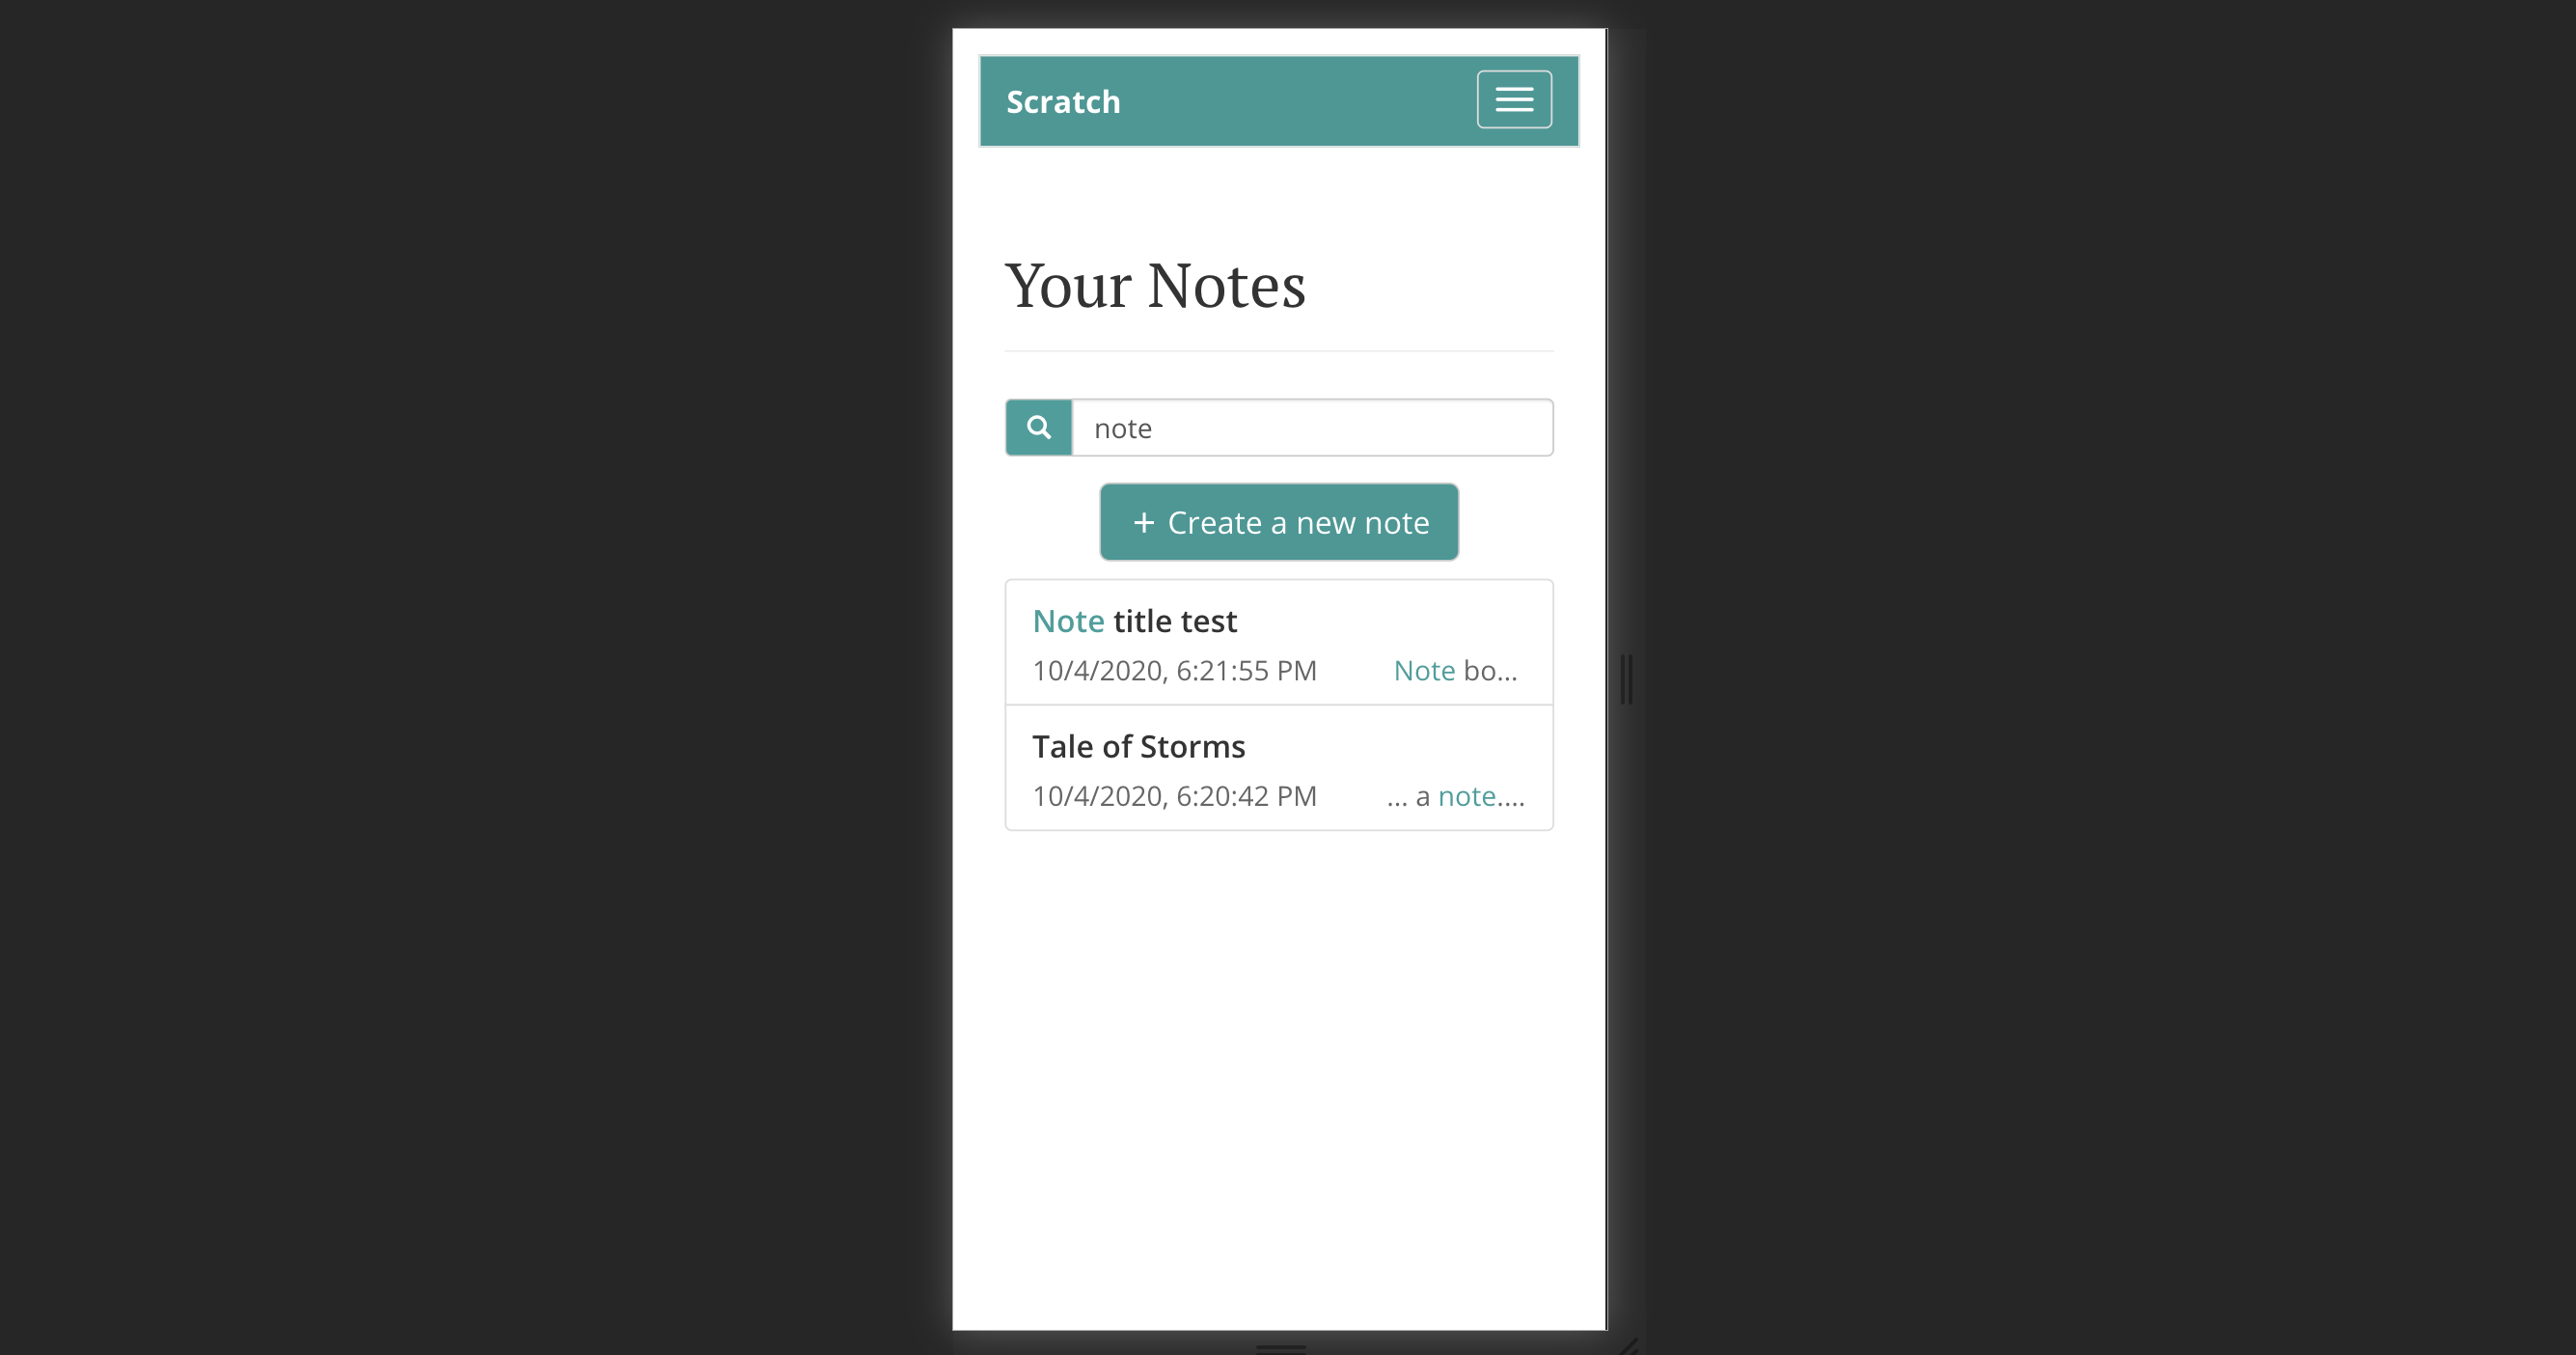 Scratch
Your Notes
note
+ Create a new note
Note title test
10/4/2020, 6:21:55 PM Note bo...
Tale of Storms
10/4/2020, 6:20:42 PM ... a note....